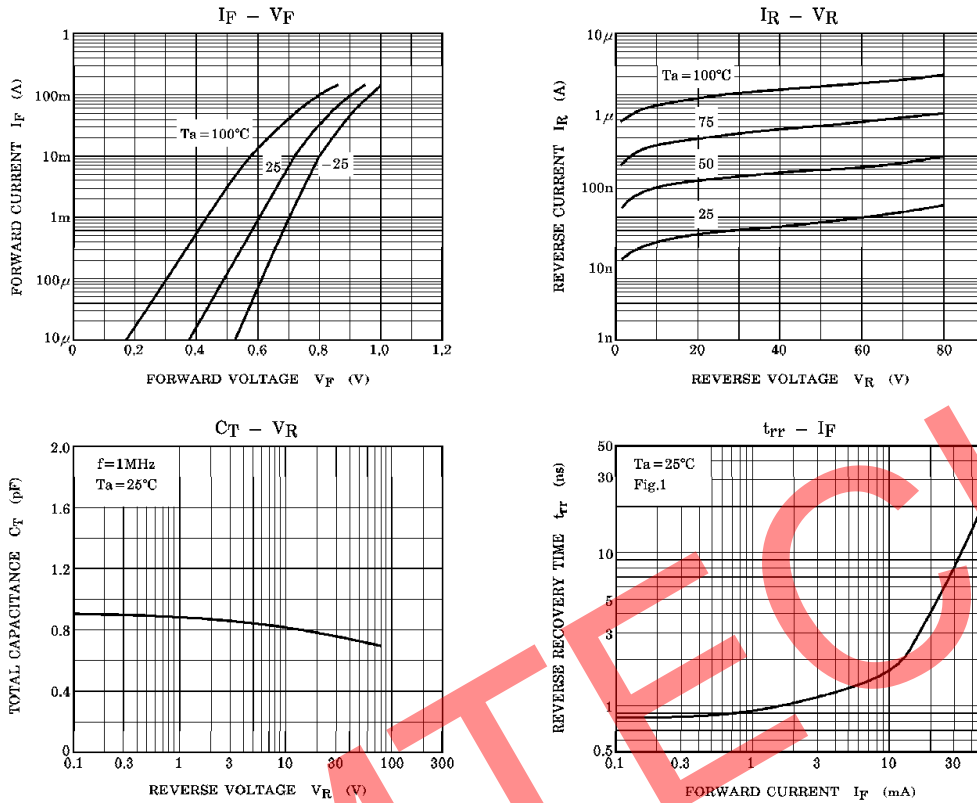 IF – VF
1
100m
10m
1m
100μ
10μ
FORWARD CURRENT IF (A)
Ta=100°C
25
−25
0
0.2
0.4
0.6
0.8
1.0
1.2
FORWARD VOLTAGE VF (V)
IR – VR
10μ
1μ
100n
10n
1n
REVERSE CURRENT IR (A)
Ta=100°C
75
50
25
0
20
40
60
80
REVERSE VOLTAGE VR (V)
CT – VR
2.0
1.6
1.2
0.8
0.4
0
TOTAL CAPACITANCE CT (pF)
f=1MHz
Ta=25°C
0.1
0.3
1
3
10
30
100
300
REVERSE VOLTAGE VR (V)
trr – IF
50
30
10
5
3
1
0.5
REVERSE RECOVERY TIME trr (ns)
Ta=25°C
Fig.1
0.1
0.3
1
3
10
30
FORWARD CURRENT IF (mA)